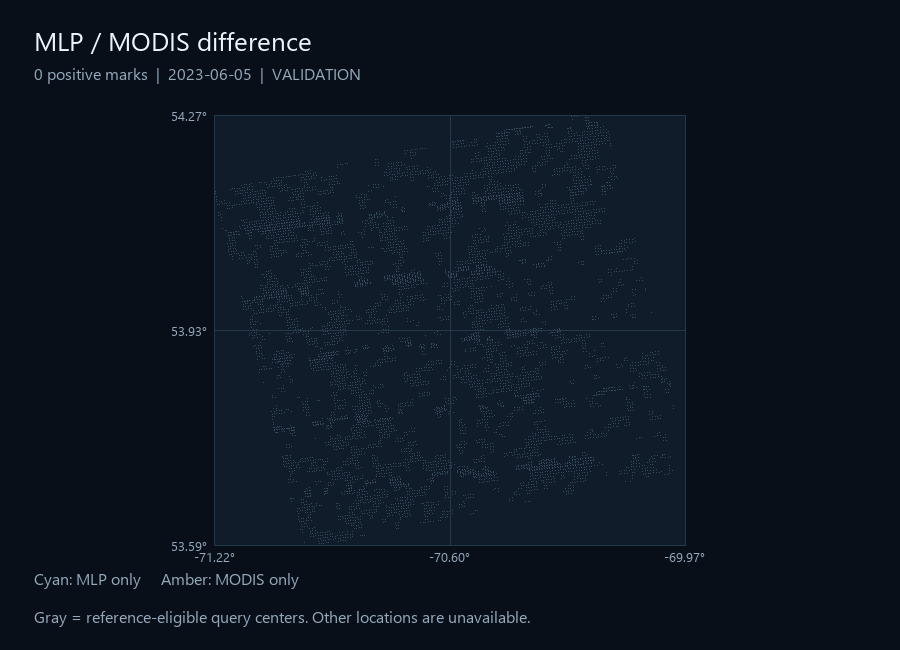 MLP / MODIS difference
0 positive marks | 2023-06-05 | VALIDATION
54.27°
53.93°
53.59°
-71.22°
-70.60°
-69.97°
Cyan: MLP only Amber: MODIS only
Gray = reference-eligible query centers. Other locations are unavailable.